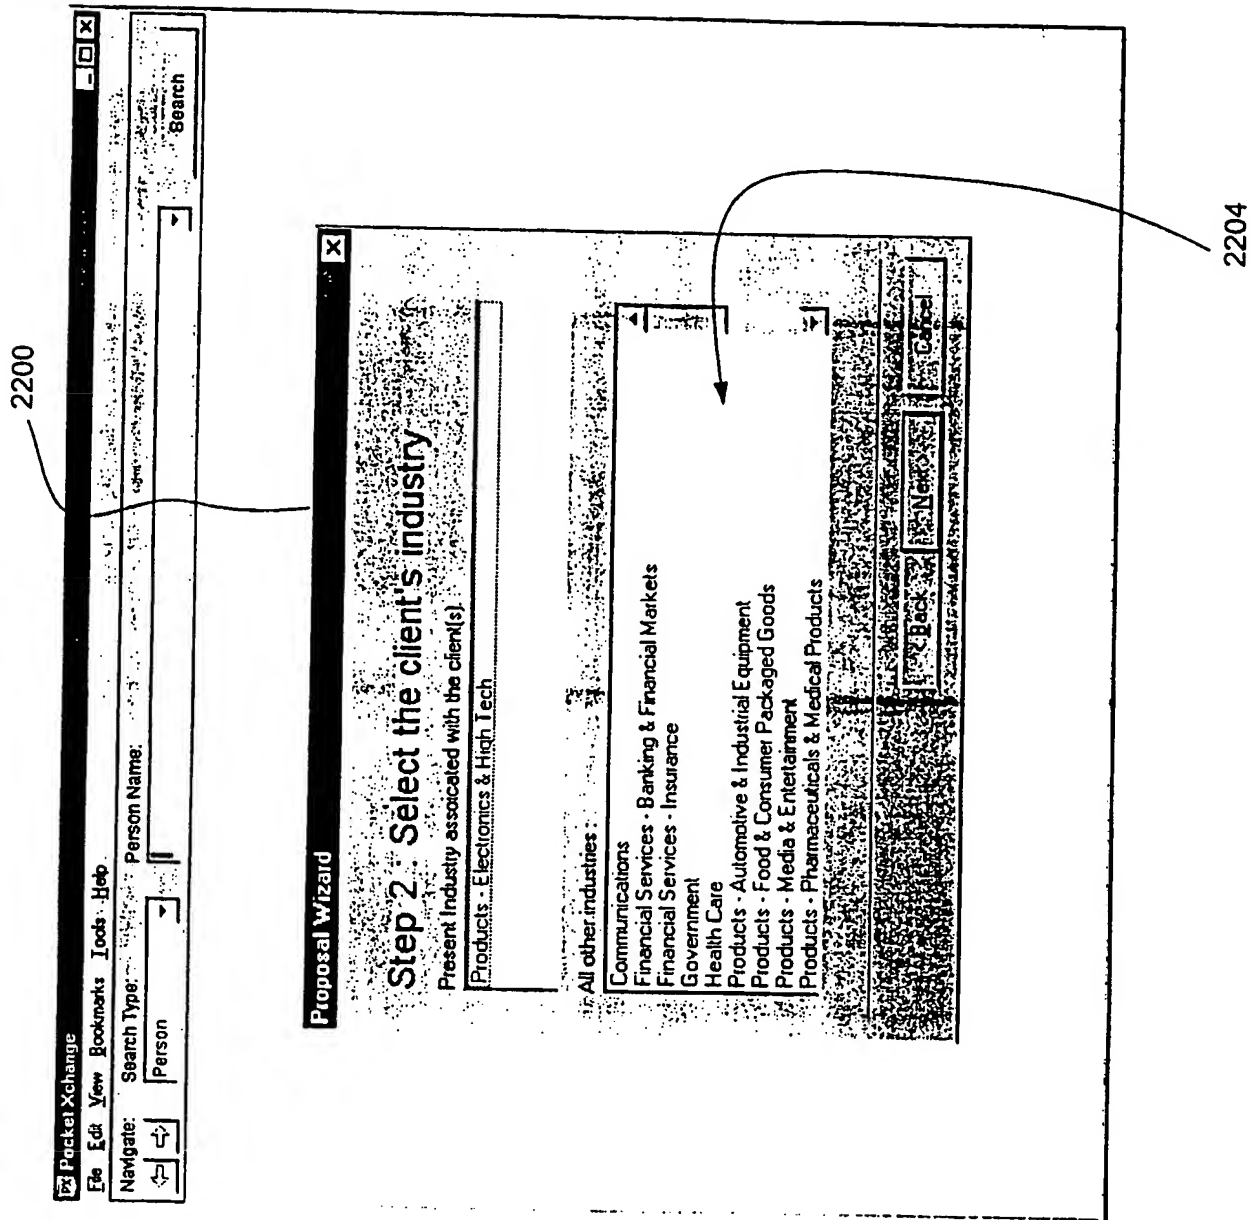 2200
Pocket Xchange
File Edit View Bookmarks Tools Help
Navigate: Search Type: Person Name:
Person Search
Proposal Wizard
Step 2 : Select the client's industry
Present Industry assoicated with the client(s)
Products - Electronics & High Tech
All other industries :
Communications
Financial Services - Banking & Financial Markets
Financial Services - Insurance
Government
Health Care
Products - Automotive & Industrial Equipment
Products - Food & Consumer Packaged Goods
Products - Media & Entertainment
Products - Pharmaceuticals & Medical Products
Back Next Cancel
2204